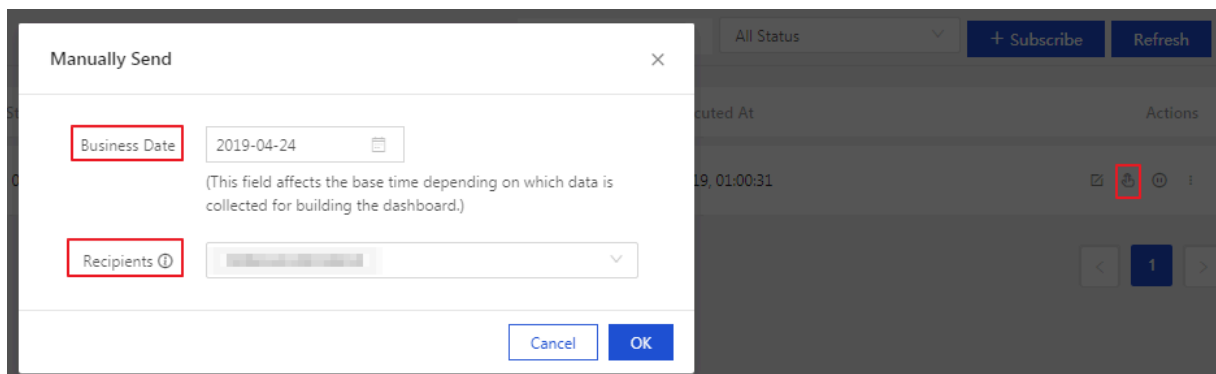 All Status
+ Subscribe
Refresh
Manually Send
cuted At
Actions
Business Date
2019-04-24
(This field affects the base time depending on which data is
collected for building the dashboard.)
19, 01:00:31
Recipients
1
Cancel
OK